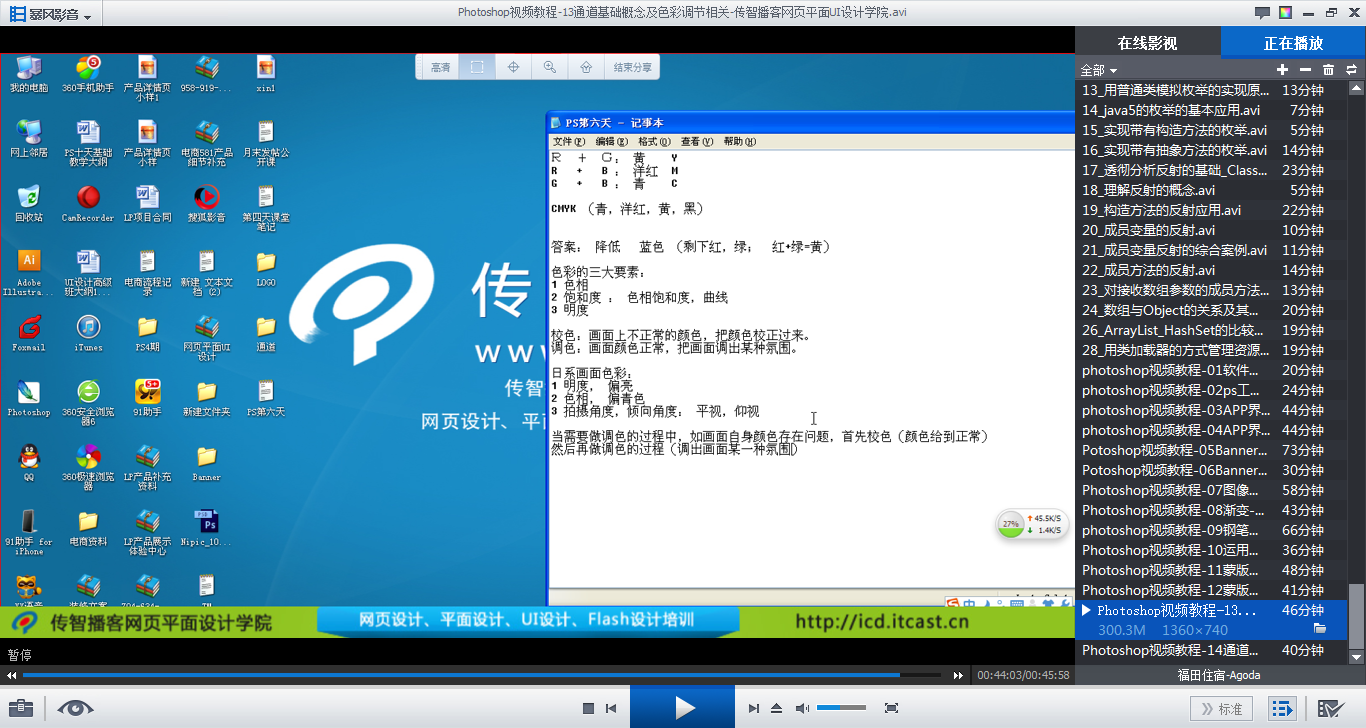 暴风影音
Photoshop视频教程-13通道基础概念及色彩调节相关-传智播客网页平面UI设计学院.avi
在线影视
正在播放
全部
高清
结束分享
我的电脑
360手机助手
产品详情页小样1
958-919-...
xin1
网上邻居
PS十天基础教学大纲
产品详情页小样
电商581产品细节补充
月末发帖公开课
回收站
CamRecorder
LP项目合同
搜狐影音
第四天课堂笔记
Adobe Illustra...
UI设计高级班大纲1...
电商流程记录
新建 文本文档 (2)
LOGO
Foxmail
iTunes
PS4期
网页平面UI设计
通道
Photoshop
360安全浏览器6
91助手
新建文件夹
PS第六天
QQ
360极速浏览器
LP产品补充资料
Banner
91助手 for iPhone
电商资料
LP产品展示体验中心
Nipic_10...
传智
www
传智
网页设计、平面
PS第六天 - 记事本
文件(F) 编辑(E) 格式(O) 查看(V) 帮助(H)
R + G: 黄 Y
R + B: 洋红 M
G + B: 青 C
CMYK （青，洋红，黄，黑）
答案： 降低 蓝色 （剩下红，绿； 红+绿=黄）
色彩的三大要素：
1 色相
2 饱和度 ： 色相饱和度，曲线
3 明度
校色：画面上不正常的颜色，把颜色校正过来。
调色：画面颜色正常，把画面调出某种氛围。
日系画面色彩：
1 明度， 偏亮
2 色相， 偏青色
3 拍摄角度，倾向角度： 平视，仰视
当需要做调色的过程中，如画面自身颜色存在问题，首先校色（颜色给到正常）
然后再做调色的过程（调出画面某一种氛围）
27%
45.5K/S
1.4K/S
传智播客网页平面设计学院
网页设计、平面设计、UI设计、Flash设计培训
http://icd.itcast.cn
13_用普通类模拟枚举的实现原... 13分钟
14_java5的枚举的基本应用.avi 7分钟
15_实现带有构造方法的枚举.avi 5分钟
16_实现带有抽象方法的枚举.avi 14分钟
17_透彻分析反射的基础_Class... 23分钟
18_理解反射的概念.avi 5分钟
19_构造方法的反射应用.avi 22分钟
20_成员变量的反射.avi 10分钟
21_成员变量反射的综合案例.avi 11分钟
22_成员方法的反射.avi 14分钟
23_对接收数组参数的成员方法... 13分钟
24_数组与Object的关系及其... 20分钟
26_ArrayList_HashSet的比较... 19分钟
28_用类加载器的方式管理资源... 19分钟
photoshop视频教程-01软件... 20分钟
photoshop视频教程-02ps工... 24分钟
photoshop视频教程-03APP界... 44分钟
photoshop视频教程-04APP界... 44分钟
Potoshop视频教程-05Banner... 73分钟
Potoshop视频教程-06Banner... 30分钟
Photoshop视频教程-07图像... 58分钟
Photoshop视频教程-08渐变-... 43分钟
photoshop视频教程-09钢笔... 66分钟
Photoshop视频教程-10运用... 36分钟
Photoshop视频教程-11蒙版... 48分钟
Photoshop视频教程-12蒙版... 41分钟
Photoshop视频教程-13... 46分钟
300.3M 1360×740
Photoshop视频教程-14通道... 40分钟
暂停
00:44:03/00:45:58
福田住宿-Agoda
标准